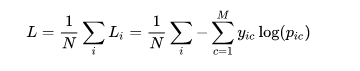 L = \frac{1}{N} \sum_{i} L_i = \frac{1}{N} \sum_{i} - \sum_{c=1}^{M} y_{ic} \log(p_{ic})